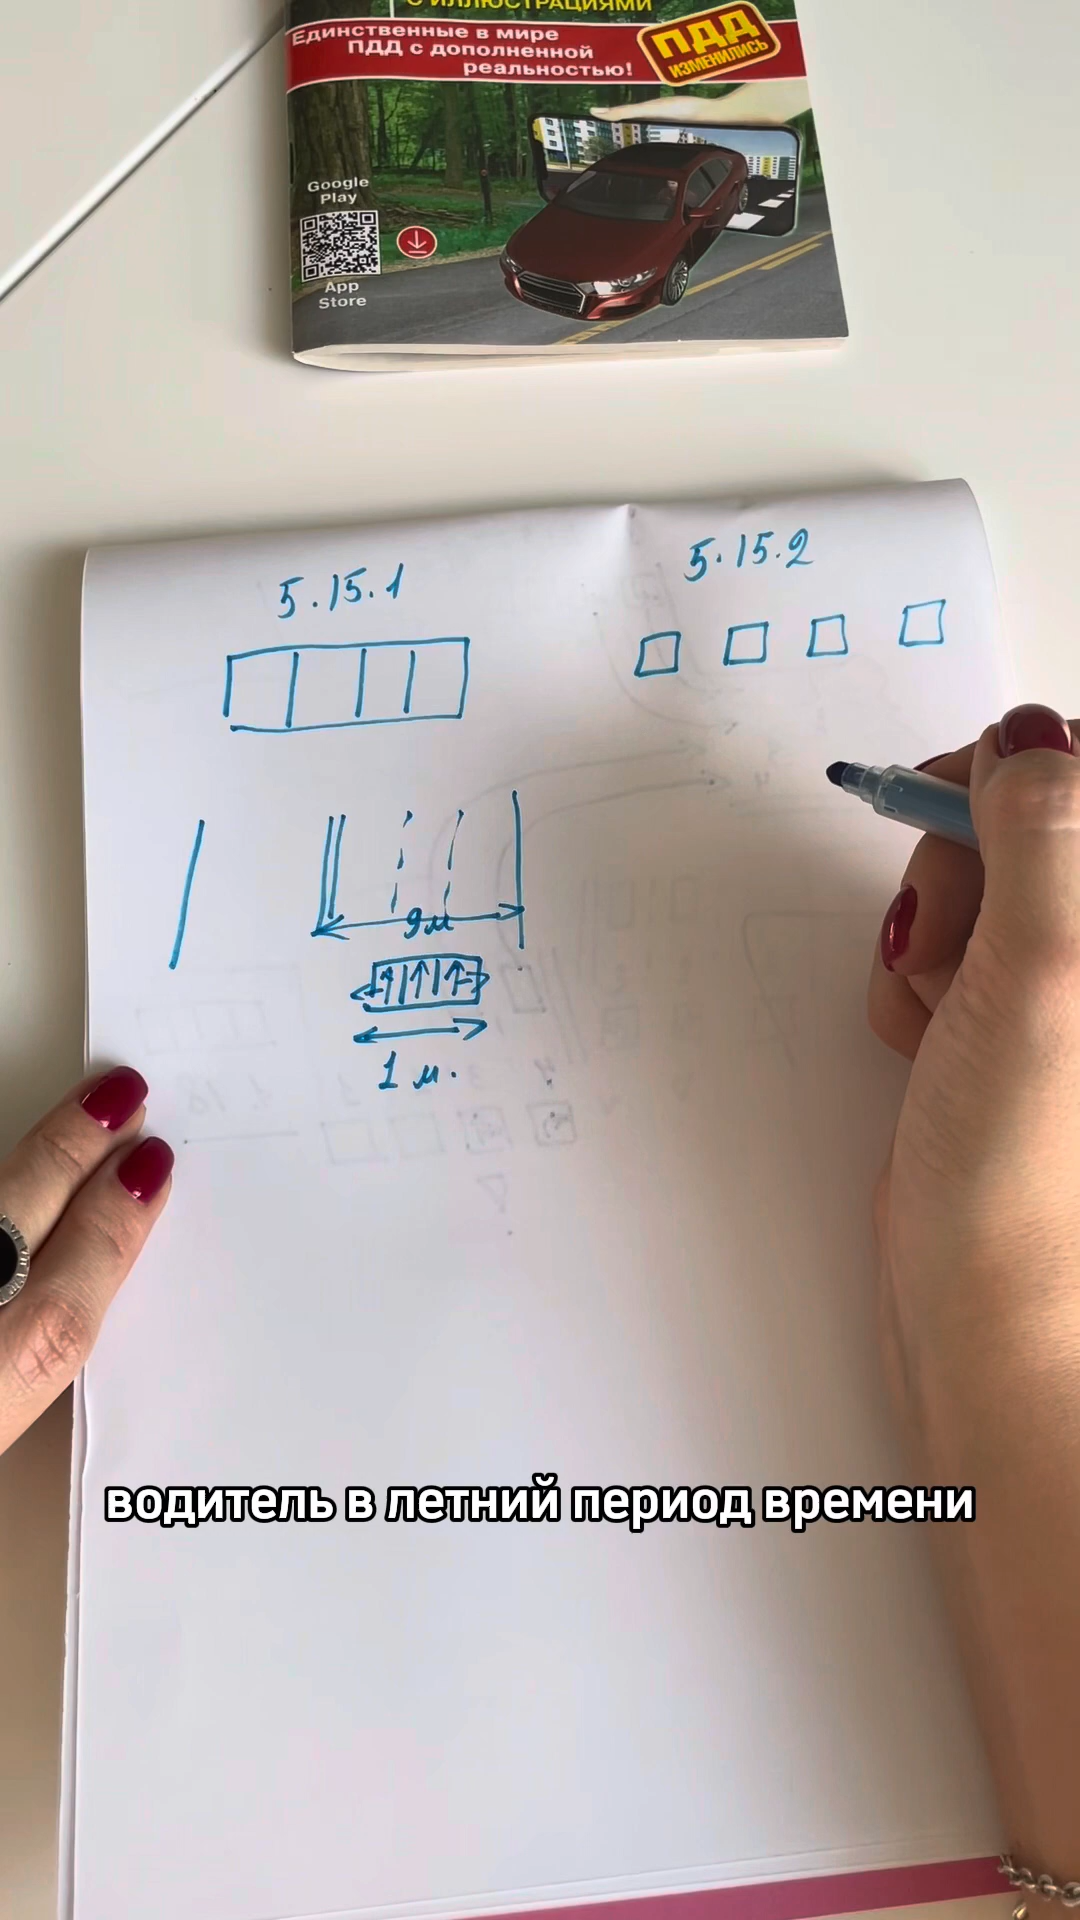 С ИЛЛЮСТРАЦИЯМИ
Единственные в мире
ПДД с дополненной
реальностью!
ПДД
ИЗМЕНИЛИСЬ
Google
Play
App
Store
5.15.1
5.15.2
9м
1 м.
водитель в летний период времени